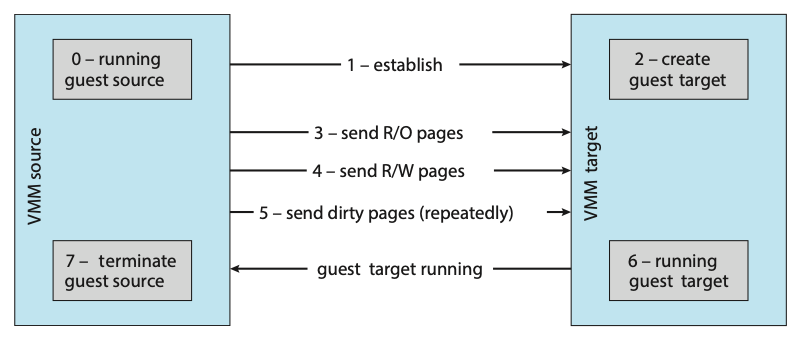 0 – running
guest source
1 – establish
2 – create
guest target
VMM source
3 – send R/O pages
4 – send R/W pages
5 – send dirty pages (repeatedly)
VMM target
7 – terminate
guest source
guest target running
6 – running
guest target